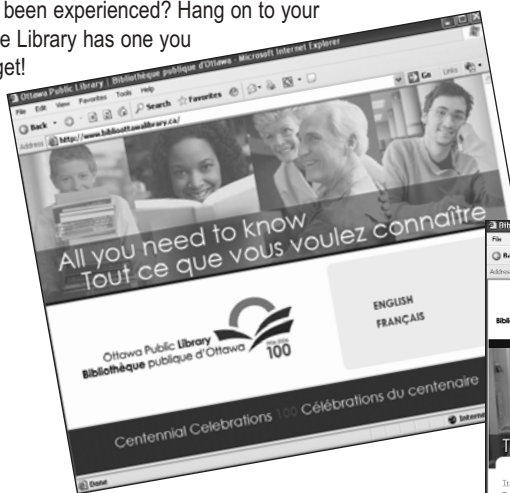 been experienced? Hang on to your
e Library has one you
get!
Ottawa Public Library | Bibliothèque publique d'Ottawa - Microsoft Internet Explorer
File Edit View Favorites Tools Help
Back Search Favorites
Address http://www.biblioottawalibrary.ca/ Go Links
All you need to know
Tout ce que vous voulez connaître
Ottawa Public Library
Bibliothèque publique d'Ottawa
100
ENGLISH
FRANÇAIS
Centennial Celebrations 100 Célébrations du centenaire
Done
File